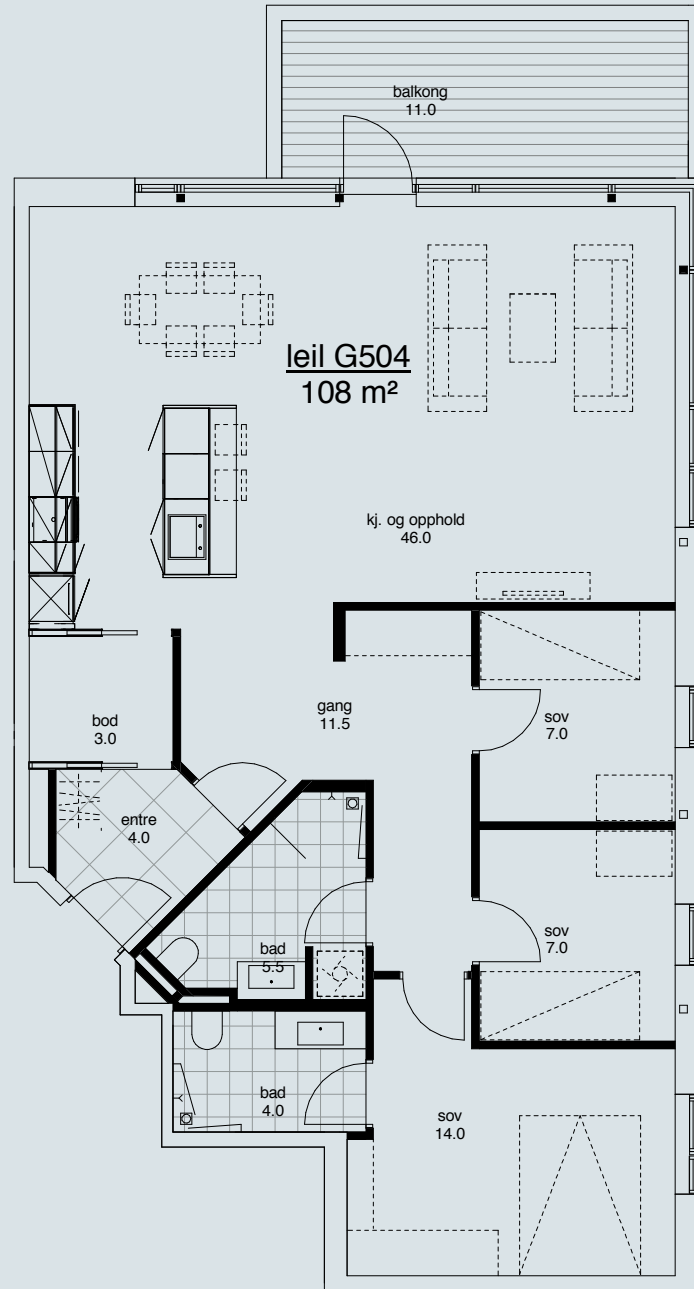 balkong
11.0
leil G504
108 m²
kj. og opphold
46.0
gang
11.5
sov
7.0
bod
3.0
entre
4.0
sov
7.0
bad
5.5
bad
4.0
sov
14.0